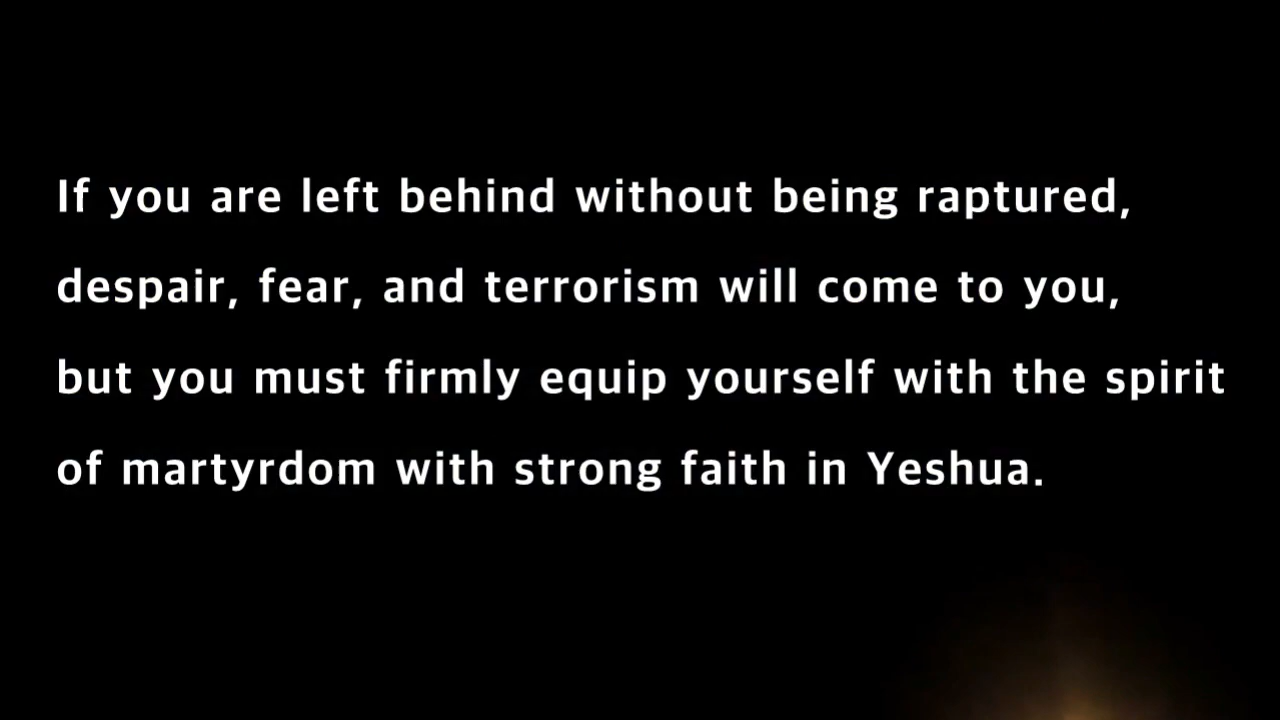 If you are left behind without being raptured,
despair, fear, and terrorism will come to you,
but you must firmly equip yourself with the spirit
of martyrdom with strong faith in Yeshua.